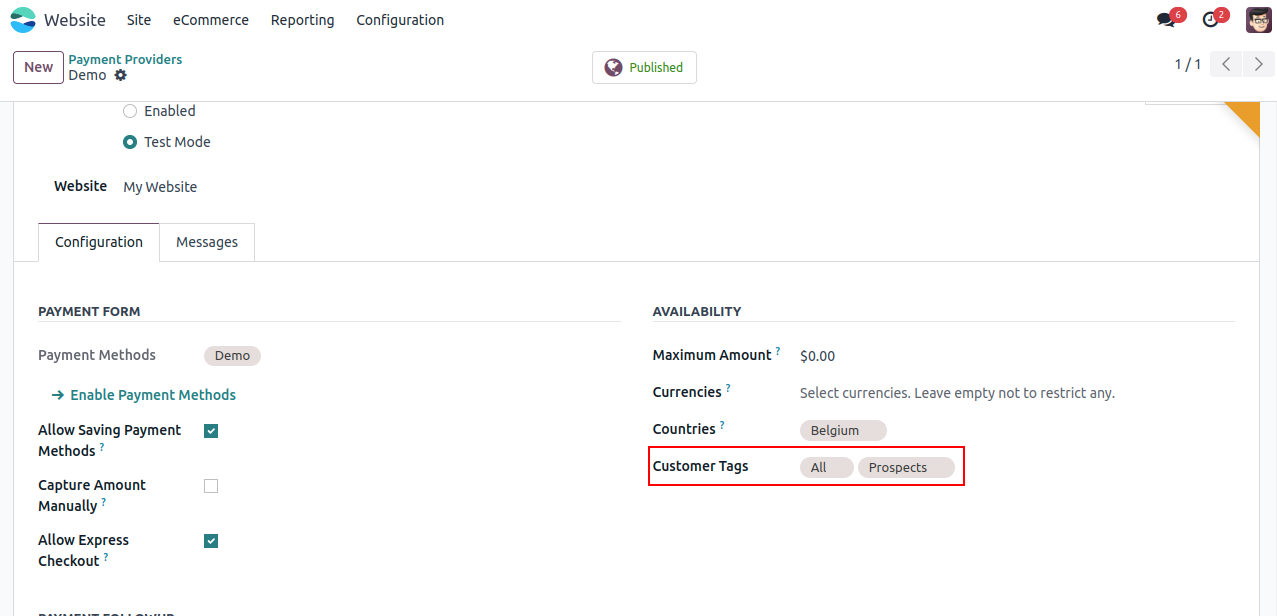 Website Site eCommerce Reporting Configuration 6 2
New Payment Providers
Demo
Published
1 / 1
Enabled
Test Mode
Website My Website
Configuration Messages
PAYMENT FORM
Payment Methods Demo
→ Enable Payment Methods
Allow Saving Payment
Methods ?
Capture Amount
Manually ?
Allow Express
Checkout ?
AVAILABILITY
Maximum Amount ? $0.00
Currencies ? Select currencies. Leave empty not to restrict any.
Countries ? Belgium
Customer Tags All Prospects
PAYMENT FOLLOWUP